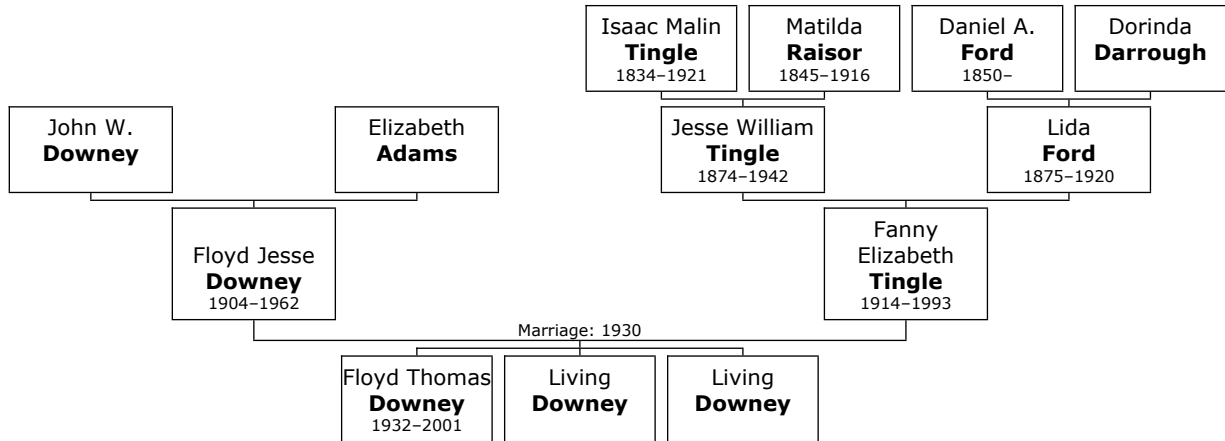 Isaac Malin
Tingle
1834–1921
Matilda
Raisor
1845–1916
Daniel A.
Ford
1850–
Dorinda
Darrough
John W.
Downey
Elizabeth
Adams
Jesse William
Tingle
1874–1942
Lida
Ford
1875–1920
Floyd Jesse
Downey
1904–1962
Fanny
Elizabeth
Tingle
1914–1993
Marriage: 1930
Floyd Thomas
Downey
1932–2001
Living
Downey
Living
Downey